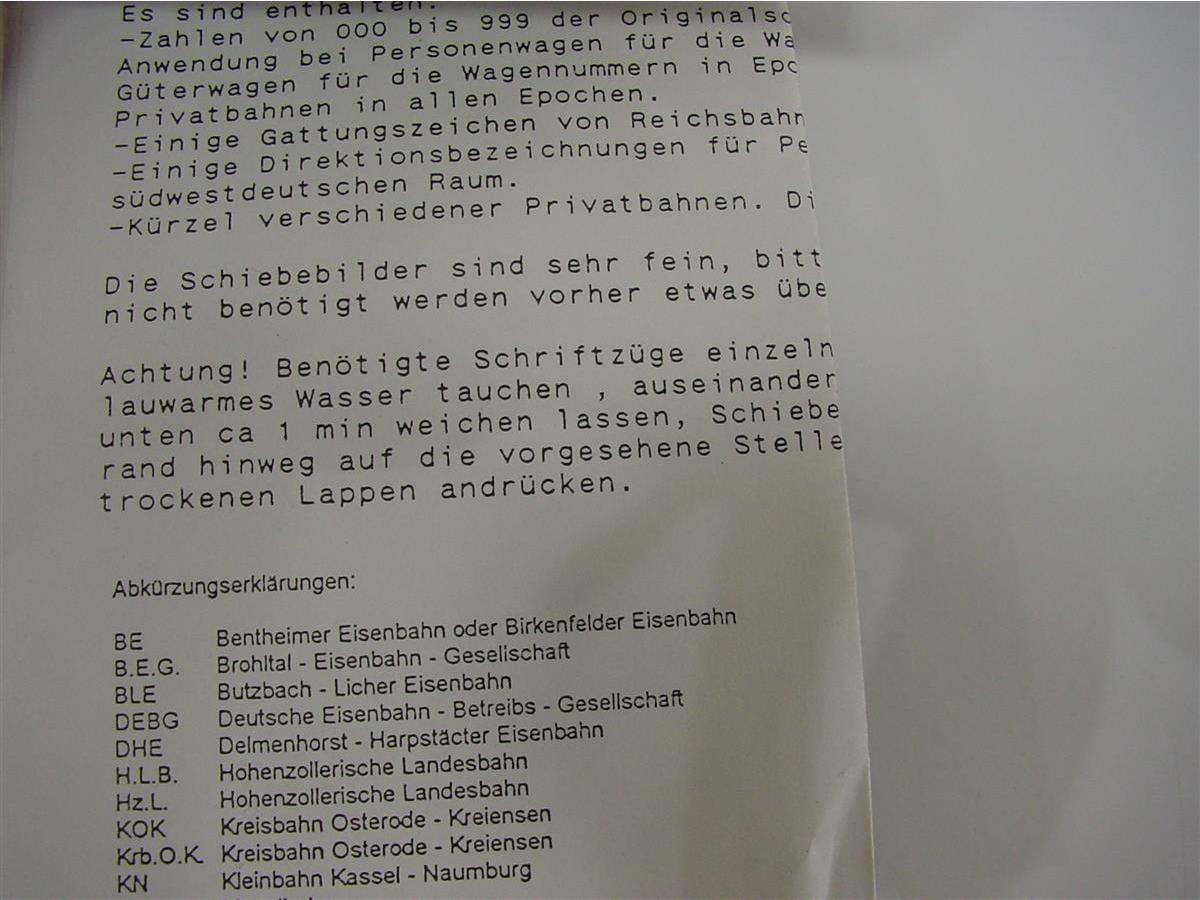 Es sind enthalten:
-Zahlen von 000 bis 999 der Originalsc
Anwendung bei Personenwagen für die Wa
Güterwagen für die Wagennummern in Epo
Privatbahnen in allen Epochen.
-Einige Gattungszeichen von Reichsbahn
-Einige Direktionsbezeichnungen für Pe
südwestdeutschen Raum.
-Kürzel verschiedener Privatbahnen. Di
Die Schiebebilder sind sehr fein, bitt
nicht benötigt werden vorher etwas übe
Achtung! Benötigte Schriftzüge einzeln
lauwarmes Wasser tauchen , auseinander
unten ca 1 min weichen lassen, Schiebe
rand hinweg auf die vorgesehene Stelle
trockenen Lappen andrücken.
Abkürzungserklärungen:
BE Bentheimer Eisenbahn oder Birkenfelder Eisenbahn
B.E.G. Brohltal - Eisenbahn - Gesellschaft
BLE Butzbach - Licher Eisenbahn
DEBG Deutsche Eisenbahn - Betreibs - Gesellschaft
DHE Delmenhorst - Harpstäcter Eisenbahn
H.L.B. Hohenzollerische Landesbahn
Hz.L. Hohenzollerische Landesbahn
KOK Kreisbahn Osterode - Kreiensen
Krb.O.K. Kreisbahn Osterode - Kreiensen
KN Kleinbahn Kassel - Naumburg